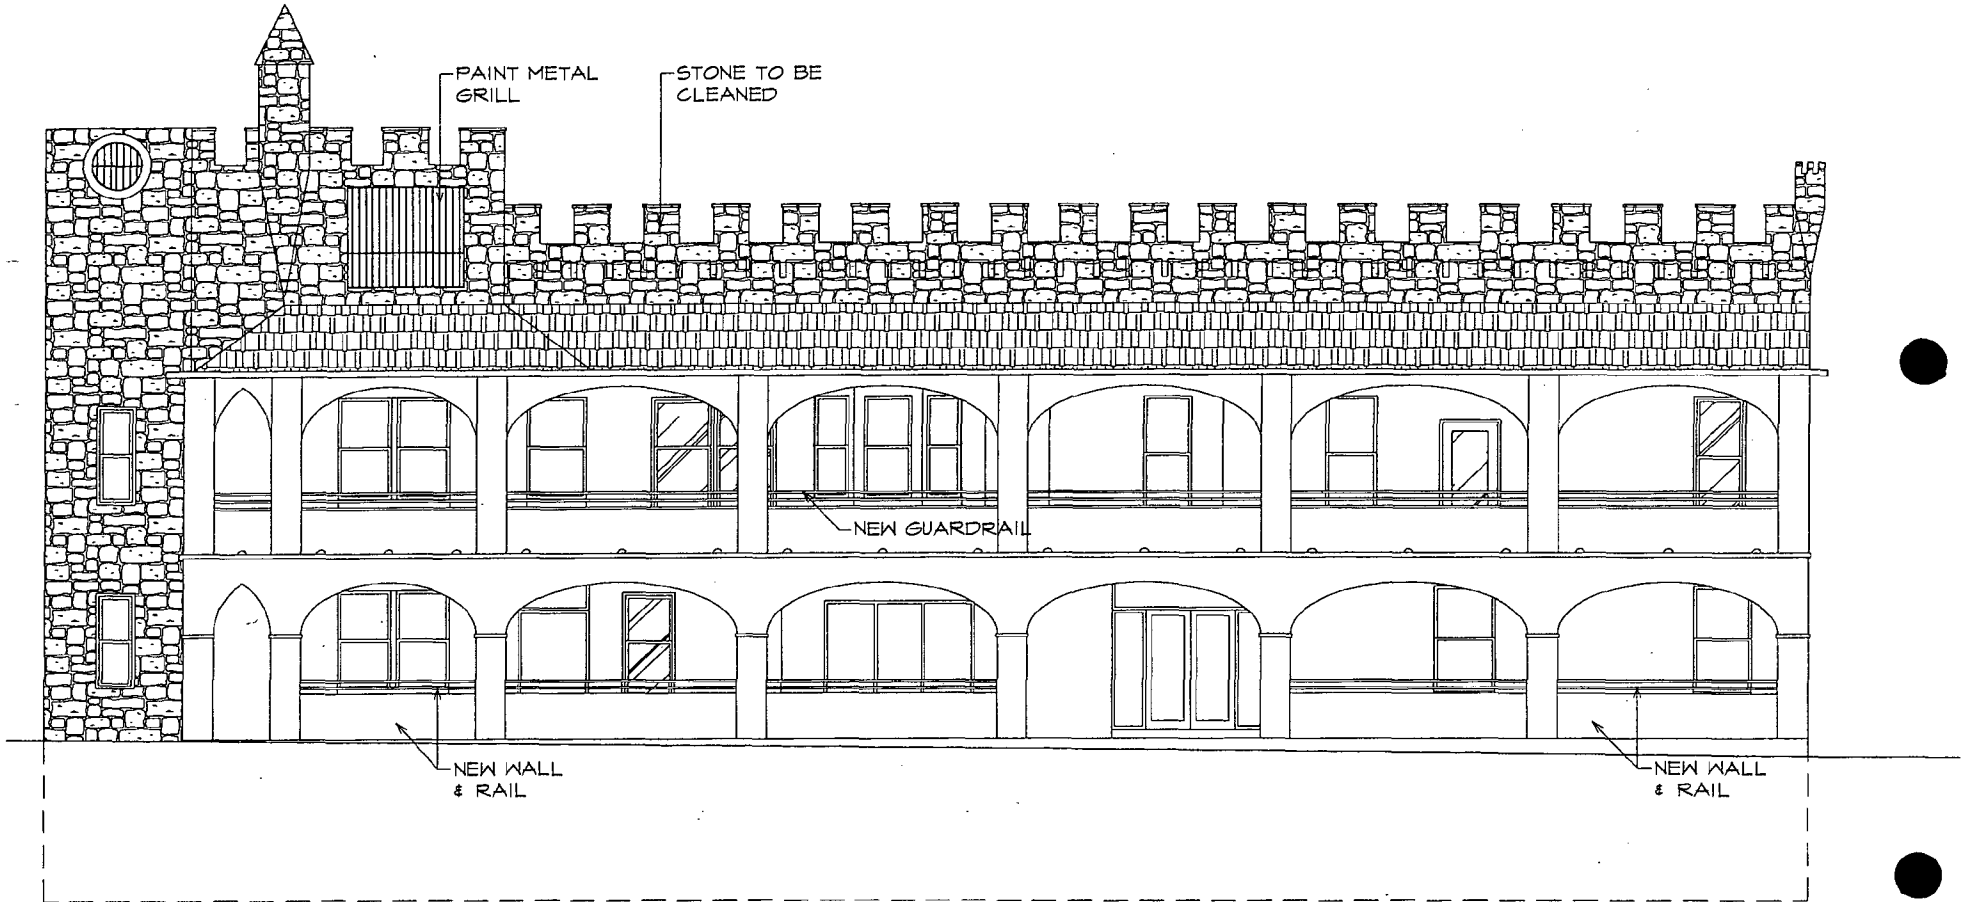 PAINT METAL
GRILL
STONE TO BE
CLEANED
NEW GUARDRAIL
NEW WALL
& RAIL
NEW WALL
& RAIL